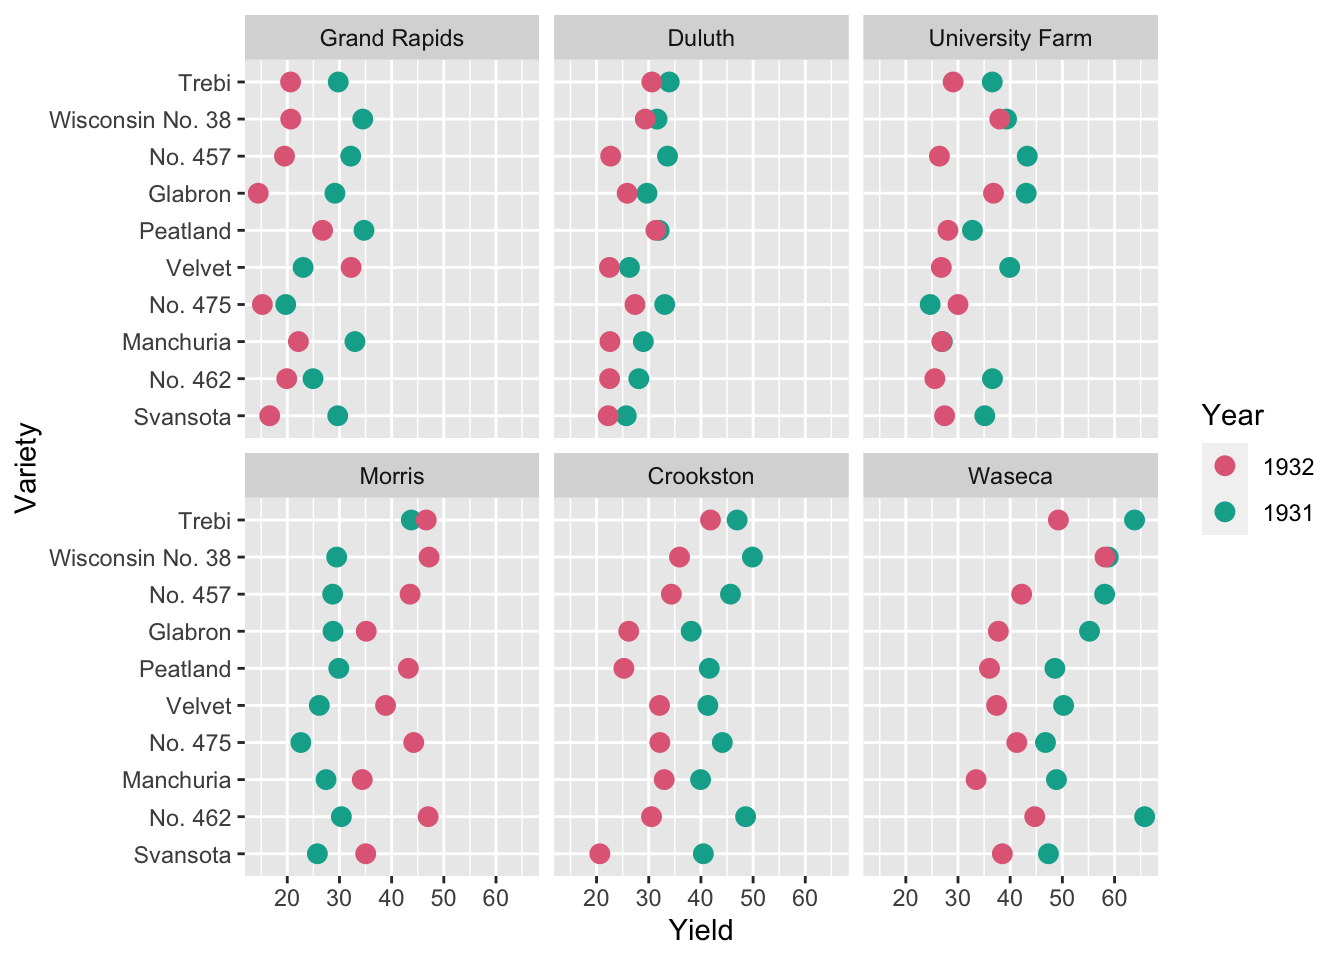 Grand Rapids Duluth University Farm
Trebi
Wisconsin No. 38
No. 457
Glabron
Peatland
Velvet
No. 475
Manchuria
No. 462
Svansota
Morris Crookston Waseca
Trebi
Wisconsin No. 38
No. 457
Glabron
Peatland
Velvet
No. 475
Manchuria
No. 462
Svansota
20 30 40 50 60 20 30 40 50 60 20 30 40 50 60
Yield
Variety
Year
1932
1931